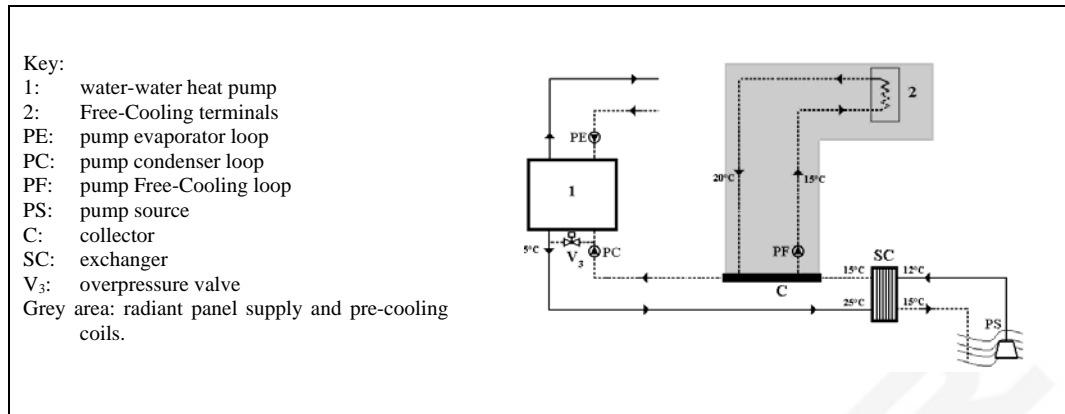 Key:
1: water-water heat pump
2: Free-Cooling terminals
PE: pump evaporator loop
PC: pump condenser loop
PF: pump Free-Cooling loop
PS: pump source
C: collector
SC: exchanger
V₃: overpressure valve
Grey area: radiant panel supply and pre-cooling
coils.
2
PE
1
20°C
15°C
5°C
V₃
PC
PF
SC
15°C
12°C
C
25°C
15°C
PS